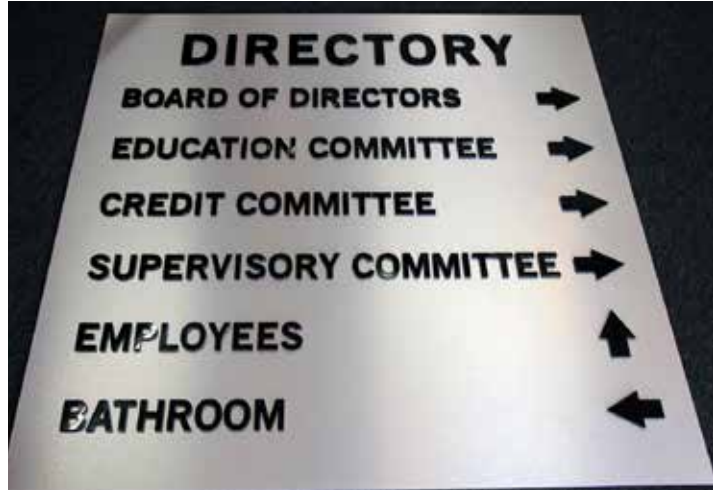 DIRECTORY
BOARD OF DIRECTORS
EDUCATION COMMITTEE
CREDIT COMMITTEE
SUPERVISORY COMMITTEE
EMPLOYEES
BATHROOM